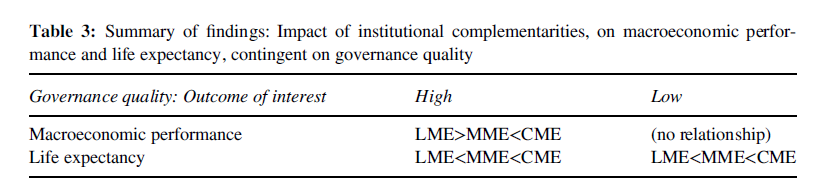 Table 3: Summary of findings: Impact of institutional complementarities, on macroeconomic perfor-
mance and life expectancy, contingent on governance quality
Governance quality: Outcome of interest High Low
Macroeconomic performance LME>MME<CME (no relationship)
Life expectancy LME<MME<CME LME<MME<CME